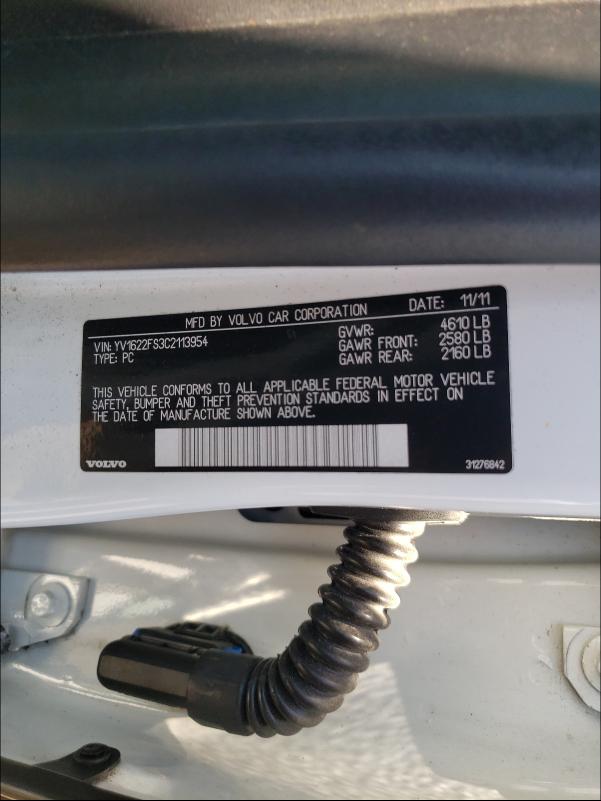 MFD BY VOLVO CAR CORPORATION DATE: 11/11
VIN: YV1622FS3C2113954
TYPE: PC
GVWR: 4610 LB
GAWR FRONT: 2580 LB
GAWR REAR: 2160 LB
THIS VEHICLE CONFORMS TO ALL APPLICABLE FEDERAL MOTOR VEHICLE
SAFETY, BUMPER AND THEFT PREVENTION STANDARDS IN EFFECT ON
THE DATE OF MANUFACTURE SHOWN ABOVE.
VOLVO 31276842